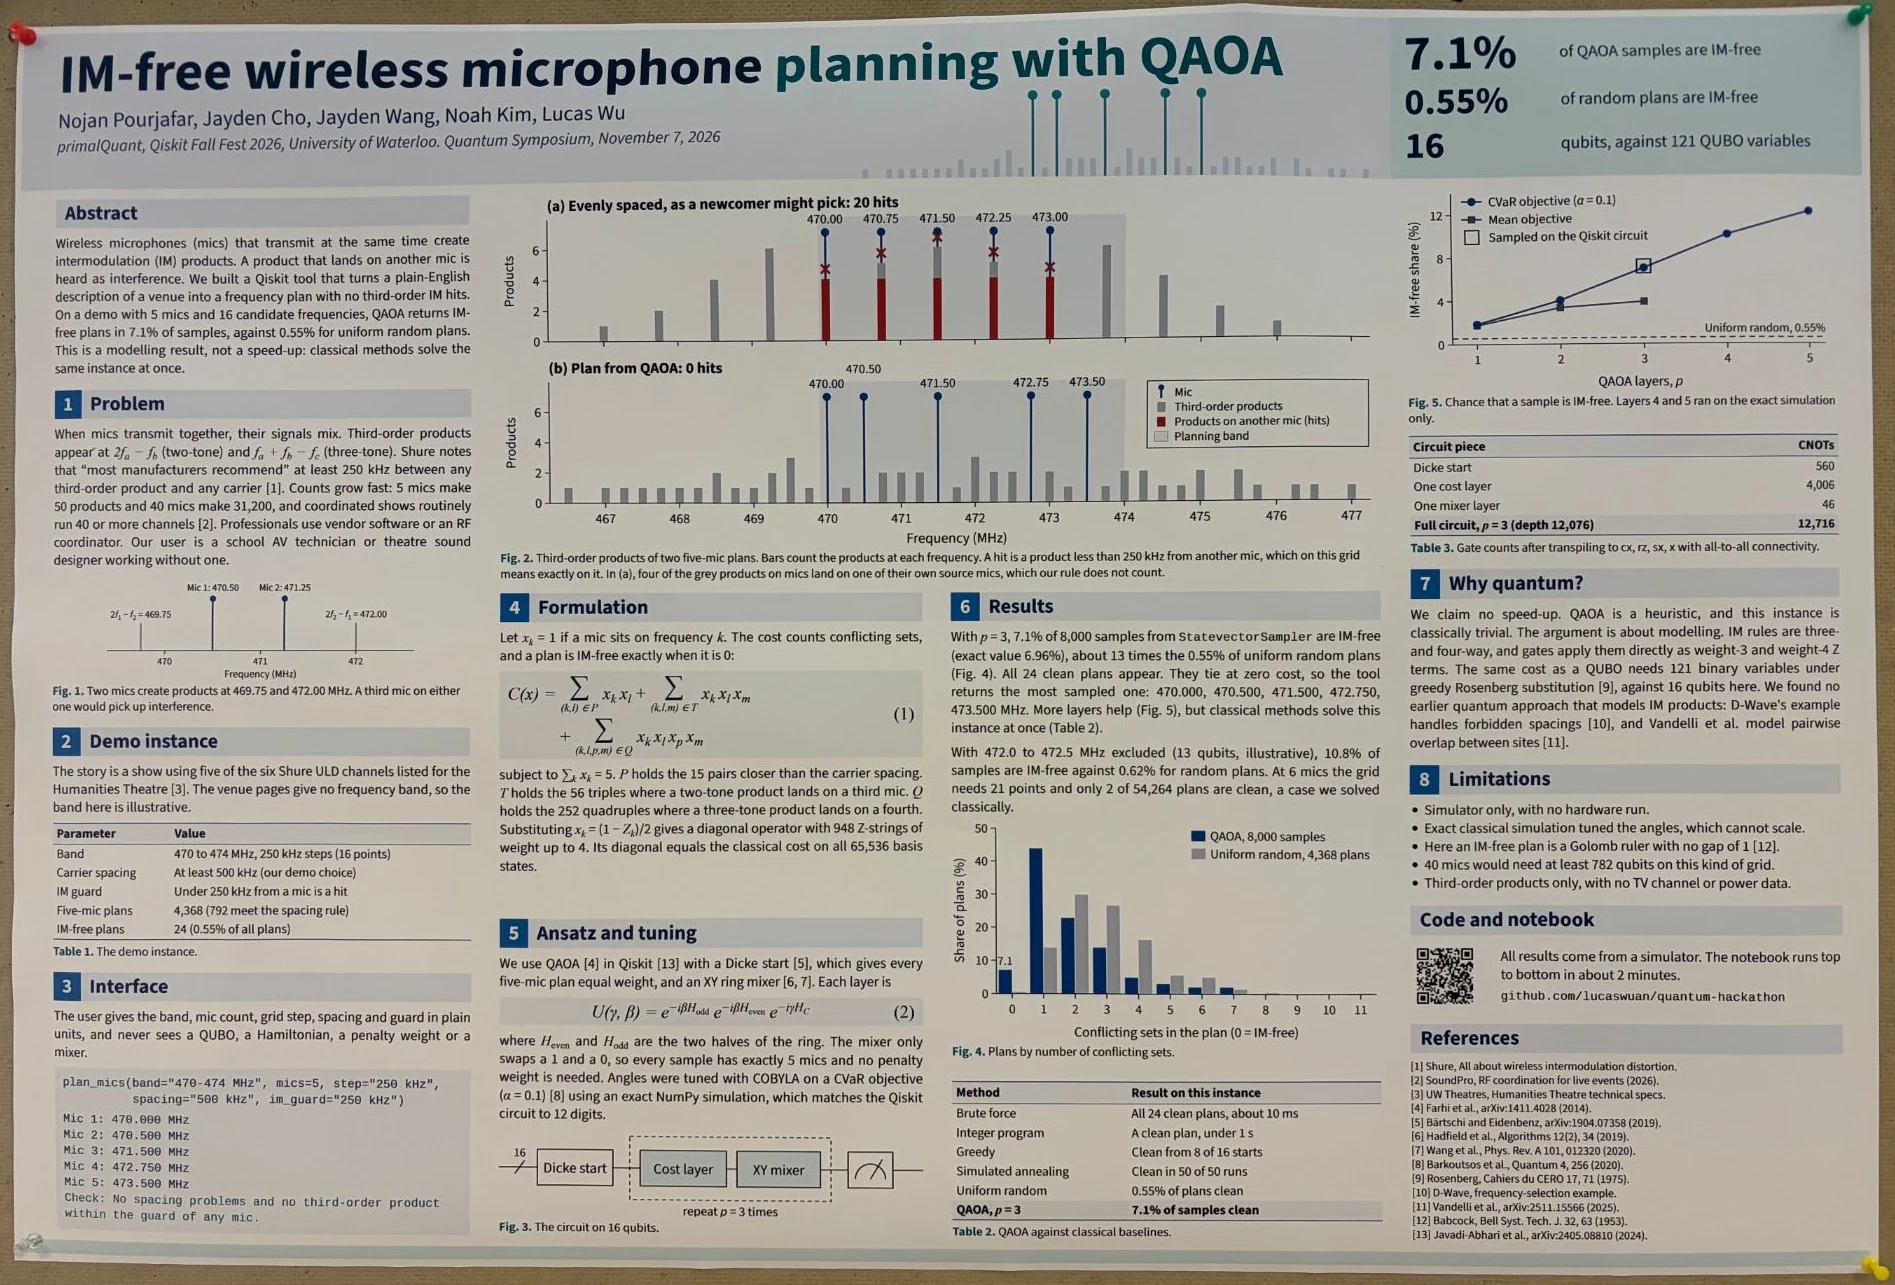 IM-free wireless microphone planning with QAOA
Nojan Pourjafar, Jayden Cho, Jayden Wang, Noah Kim, Lucas Wu
primalQuant, Qiskit Fall Fest 2026, University of Waterloo. Quantum Symposium, November 7, 2026
7.1% of QAOA samples are IM-free
0.55% of random plans are IM-free
16 qubits, against 121 QUBO variables
Abstract
Wireless microphones (mics) that transmit at the same time create
intermodulation (IM) products. A product that lands on another mic is
heard as interference. We built a Qiskit tool that turns a plain-English
description of a venue into a frequency plan with no third-order IM hits.
On a demo with 5 mics and 16 candidate frequencies, QAOA returns IM-
free plans in 7.1% of samples, against 0.55% for uniform random plans.
This is a modelling result, not a speed-up: classical methods solve the
same instance at once.
1 Problem
When mics transmit together, their signals mix. Third-order products
appear at 2fₐ − f_b (two-tone) and fₐ + f_b − f_c (three-tone). Shure notes
that “most manufacturers recommend” at least 250 kHz between any
third-order product and any carrier [1]. Counts grow fast: 5 mics make
50 products and 40 mics make 31,200, and coordinated shows routinely
run 40 or more channels [2]. Professionals use vendor software or an RF
coordinator. Our user is a school AV technician or theatre sound
designer working without one.
Mic 1: 470.50 Mic 2: 471.25
2f₁−f₂=469.75 2f₂−f₁=472.00
470 471 472
Frequency (MHz)
Fig. 1. Two mics create products at 469.75 and 472.00 MHz. A third mic on either
one would pick up interference.
2 Demo instance
The story is a show using five of the six Shure ULD channels listed for the
Humanities Theatre [3]. The venue pages give no frequency band, so the
band here is illustrative.
Parameter Value
Band 470 to 474 MHz, 250 kHz steps (16 points)
Carrier spacing At least 500 kHz (our demo choice)
IM guard Under 250 kHz from a mic is a hit
Five-mic plans 4,368 (792 meet the spacing rule)
IM-free plans 24 (0.55% of all plans)
Table 1. The demo instance.
3 Interface
The user gives the band, mic count, grid step, spacing and guard in plain
units, and never sees a QUBO, a Hamiltonian, a penalty weight or a
mixer.
plan_mics(band="470-474 MHz", mics=5, step="250 kHz",
spacing="500 kHz", im_guard="250 kHz")
Mic 1: 470.000 MHz
Mic 2: 470.500 MHz
Mic 3: 471.500 MHz
Mic 4: 472.750 MHz
Mic 5: 473.500 MHz
Check: No spacing problems and no third-order product
within the guard of any mic.
(a) Evenly spaced, as a newcomer might pick: 20 hits
470.00 470.75 471.50 472.25 473.00
Products
6
4
2
0
(b) Plan from QAOA: 0 hits
470.50
470.00 471.50 472.75 473.50
Products
6
4
2
0
Mic
Third-order products
Products on another mic (hits)
Planning band
467 468 469 470 471 472 473 474 475 476 477
Frequency (MHz)
Fig. 2. Third-order products of two five-mic plans. Bars count the products at each frequency. A hit is a product less than 250 kHz from another mic, which on this grid
means exactly on it. In (a), four of the grey products on mics land on one of their own source mics, which our rule does not count.
4 Formulation
Let xₖ = 1 if a mic sits on frequency k. The cost counts conflicting sets,
and a plan is IM-free exactly when it is 0:
C(x) = ∑ xₖ xₗ + ∑ xₖ xₗ xₘ
(k,l) ∈ P (k,l,m) ∈ T
(1)
+ ∑ xₖ xₗ xₚ xₘ
(k,l,p,m) ∈ Q
subject to ∑ₖ xₖ = 5. P holds the 15 pairs closer than the carrier spacing.
T holds the 56 triples where a two-tone product lands on a third mic. Q
holds the 252 quadruples where a three-tone product lands on a fourth.
Substituting xₖ = (1 − Zₖ)/2 gives a diagonal operator with 948 Z-strings of
weight up to 4. Its diagonal equals the classical cost on all 65,536 basis
states.
5 Ansatz and tuning
We use QAOA [4] in Qiskit [13] with a Dicke start [5], which gives every
five-mic plan equal weight, and an XY ring mixer [6, 7]. Each layer is
U(γ, β) = e^−iβH_odd e^−iβH_even e^−iγH_C (2)
where H_even and H_odd are the two halves of the ring. The mixer only
swaps a 1 and a 0, so every sample has exactly 5 mics and no penalty
weight is needed. Angles were tuned with COBYLA on a CVaR objective
(α = 0.1) [8] using an exact NumPy simulation, which matches the Qiskit
circuit to 12 digits.
16
Dicke start Cost layer XY mixer
repeat p = 3 times
Fig. 3. The circuit on 16 qubits.
6 Results
With p = 3, 7.1% of 8,000 samples from StatevectorSampler are IM-free
(exact value 6.96%), about 13 times the 0.55% of uniform random plans
(Fig. 4). All 24 clean plans appear. They tie at zero cost, so the tool
returns the most sampled one: 470.000, 470.500, 471.500, 472.750,
473.500 MHz. More layers help (Fig. 5), but classical methods solve this
instance at once (Table 2).
With 472.0 to 472.5 MHz excluded (13 qubits, illustrative), 10.8% of
samples are IM-free against 0.62% for random plans. At 6 mics the grid
needs 21 points and only 2 of 54,264 plans are clean, a case we solved
classically.
Share of plans (%)
50
40
30
20
10
0
7.1
QAOA, 8,000 samples
Uniform random, 4,368 plans
0 1 2 3 4 5 6 7 8 9 10 11
Conflicting sets in the plan (0 = IM-free)
Fig. 4. Plans by number of conflicting sets.
Method Result on this instance
Brute force All 24 clean plans, about 10 ms
Integer program A clean plan, under 1 s
Greedy Clean from 8 of 16 starts
Simulated annealing Clean in 50 of 50 runs
Uniform random 0.55% of plans clean
QAOA, p = 3 7.1% of samples clean
Table 2. QAOA against classical baselines.
IM-free share (%)
12
8
4
0
CVaR objective (α = 0.1)
Mean objective
Sampled on the Qiskit circuit
Uniform random, 0.55%
1 2 3 4 5
QAOA layers, p
Fig. 5. Chance that a sample is IM-free. Layers 4 and 5 ran on the exact simulation
only.
Circuit piece CNOTs
Dicke start 560
One cost layer 4,006
One mixer layer 46
Full circuit, p = 3 (depth 12,076) 12,716
Table 3. Gate counts after transpiling to cx, rz, sx, x with all-to-all connectivity.
7 Why quantum?
We claim no speed-up. QAOA is a heuristic, and this instance is
classically trivial. The argument is about modelling. IM rules are three-
and four-way, and gates apply them directly as weight-3 and weight-4 Z
terms. The same cost as a QUBO needs 121 binary variables under
greedy Rosenberg substitution [9], against 16 qubits here. We found no
earlier quantum approach that models IM products: D-Wave's example
handles forbidden spacings [10], and Vandelli et al. model pairwise
overlap between sites [11].
8 Limitations
• Simulator only, with no hardware run.
• Exact classical simulation tuned the angles, which cannot scale.
• Here an IM-free plan is a Golomb ruler with no gap of 1 [12].
• 40 mics would need at least 782 qubits on this kind of grid.
• Third-order products only, with no TV channel or power data.
Code and notebook
All results come from a simulator. The notebook runs top
to bottom in about 2 minutes.
github.com/lucaswuan/quantum-hackathon
References
[1] Shure, All about wireless intermodulation distortion.
[2] SoundPro, RF coordination for live events (2026).
[3] UW Theatres, Humanities Theatre technical specs.
[4] Farhi et al., arXiv:1411.4028 (2014).
[5] Bärtschi and Eidenbenz, arXiv:1904.07358 (2019).
[6] Hadfield et al., Algorithms 12(2), 34 (2019).
[7] Wang et al., Phys. Rev. A 101, 012320 (2020).
[8] Barkoutsos et al., Quantum 4, 256 (2020).
[9] Rosenberg, Cahiers du CERO 17, 71 (1975).
[10] D-Wave, frequency-selection example.
[11] Vandelli et al., arXiv:2511.15566 (2025).
[12] Babcock, Bell Syst. Tech. J. 32, 63 (1953).
[13] Javadi-Abhari et al., arXiv:2405.08810 (2024).